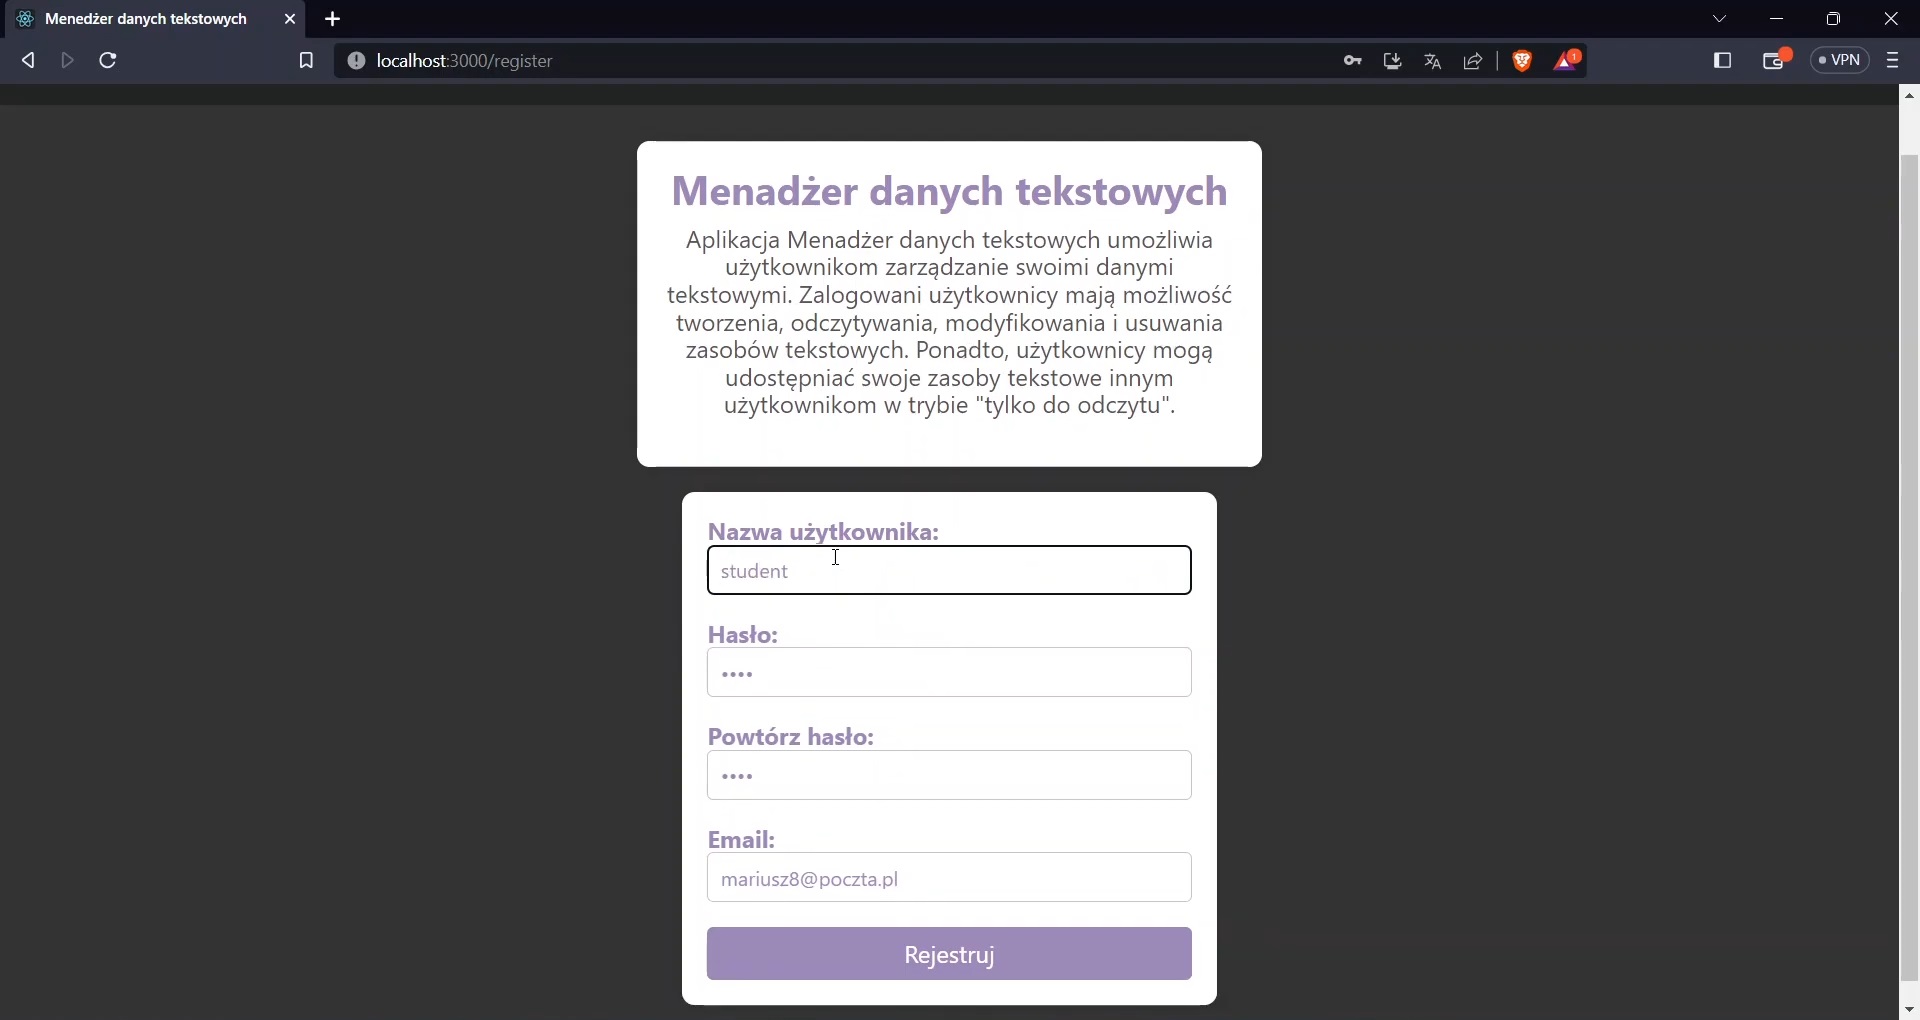 Menedżer danych tekstowych
localhost:3000/register
1
VPN
Menadżer danych tekstowych
Aplikacja Menadżer danych tekstowych umożliwia
użytkownikom zarządzanie swoimi danymi
tekstowymi. Zalogowani użytkownicy mają możliwość
tworzenia, odczytywania, modyfikowania i usuwania
zasobów tekstowych. Ponadto, użytkownicy mogą
udostępniać swoje zasoby tekstowe innym
użytkownikom w trybie "tylko do odczytu".
Nazwa użytkownika:
student
Hasło:
••••
Powtórz hasło:
••••
Email:
mariusz8@poczta.pl
Rejestruj